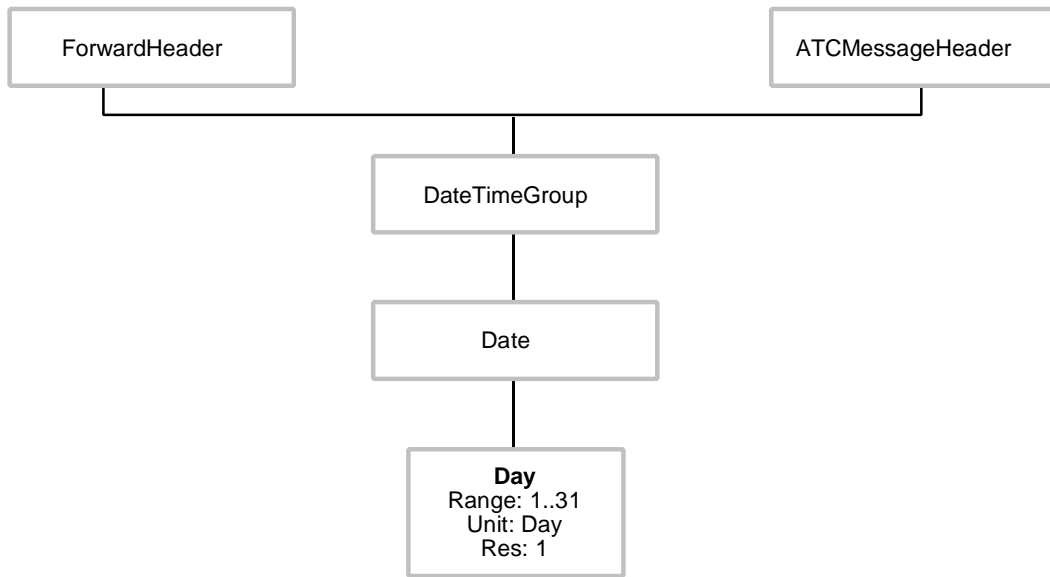 ForwardHeader
ATCMessageHeader
DateTimeGroup
Date
Day
Range: 1..31
Unit: Day
Res: 1